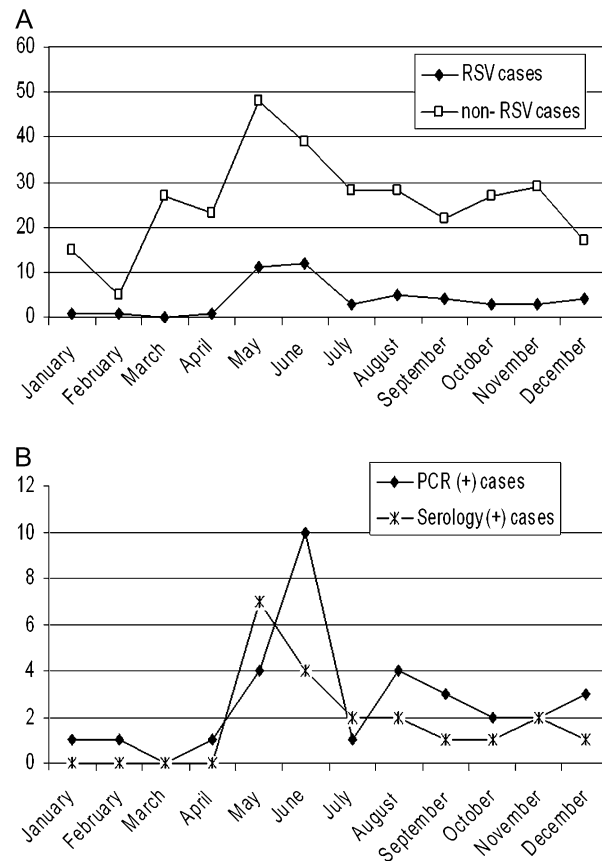 A
60
50
40
30
20
10
0
RSV cases
non- RSV cases
January
February
March
April
May
June
July
August
September
October
November
December
B
12
10
8
6
4
2
0
PCR (+) cases
Serology (+) cases
January
February
March
April
May
June
July
August
September
October
November
December